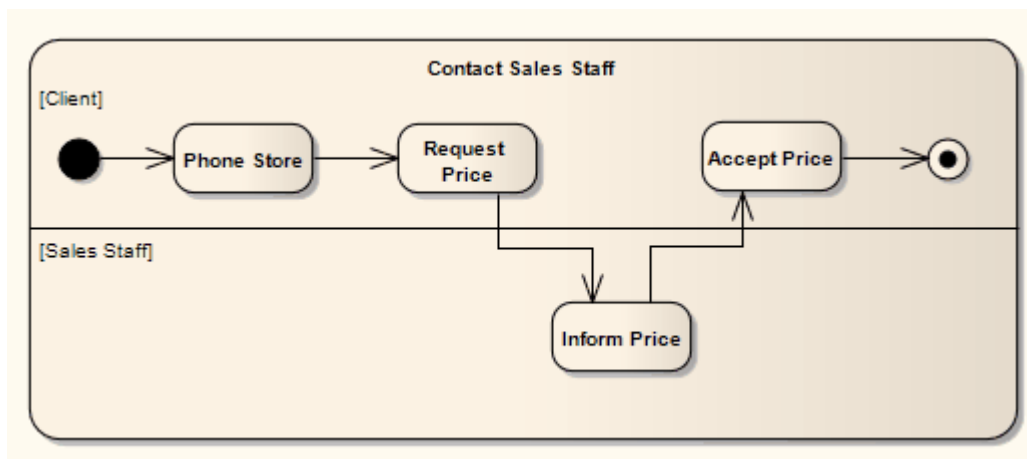 Contact Sales Staff
[Client]
Phone Store
Request
Price
Accept Price
[Sales Staff]
Inform Price